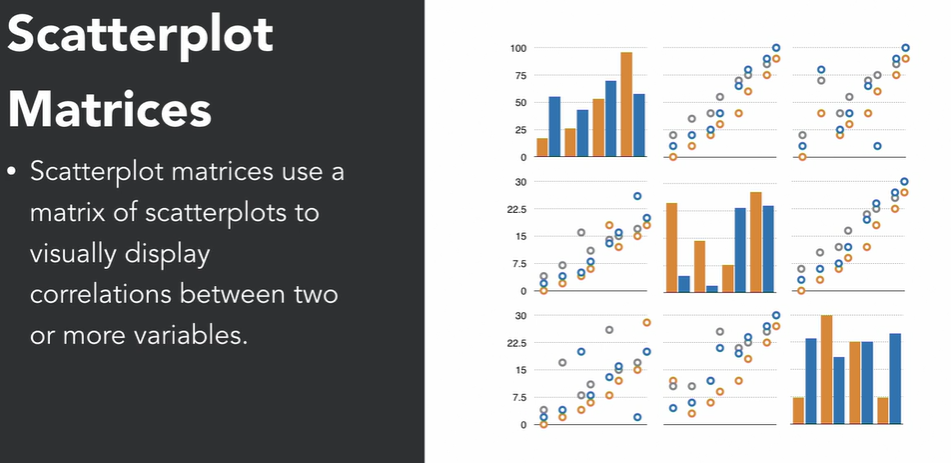 Scatterplot
Matrices
• Scatterplot matrices use a
matrix of scatterplots to
visually display
correlations between two
or more variables.
100
75
50
25
0
30
22.5
15
7.5
0
30
22.5
15
7.5
0